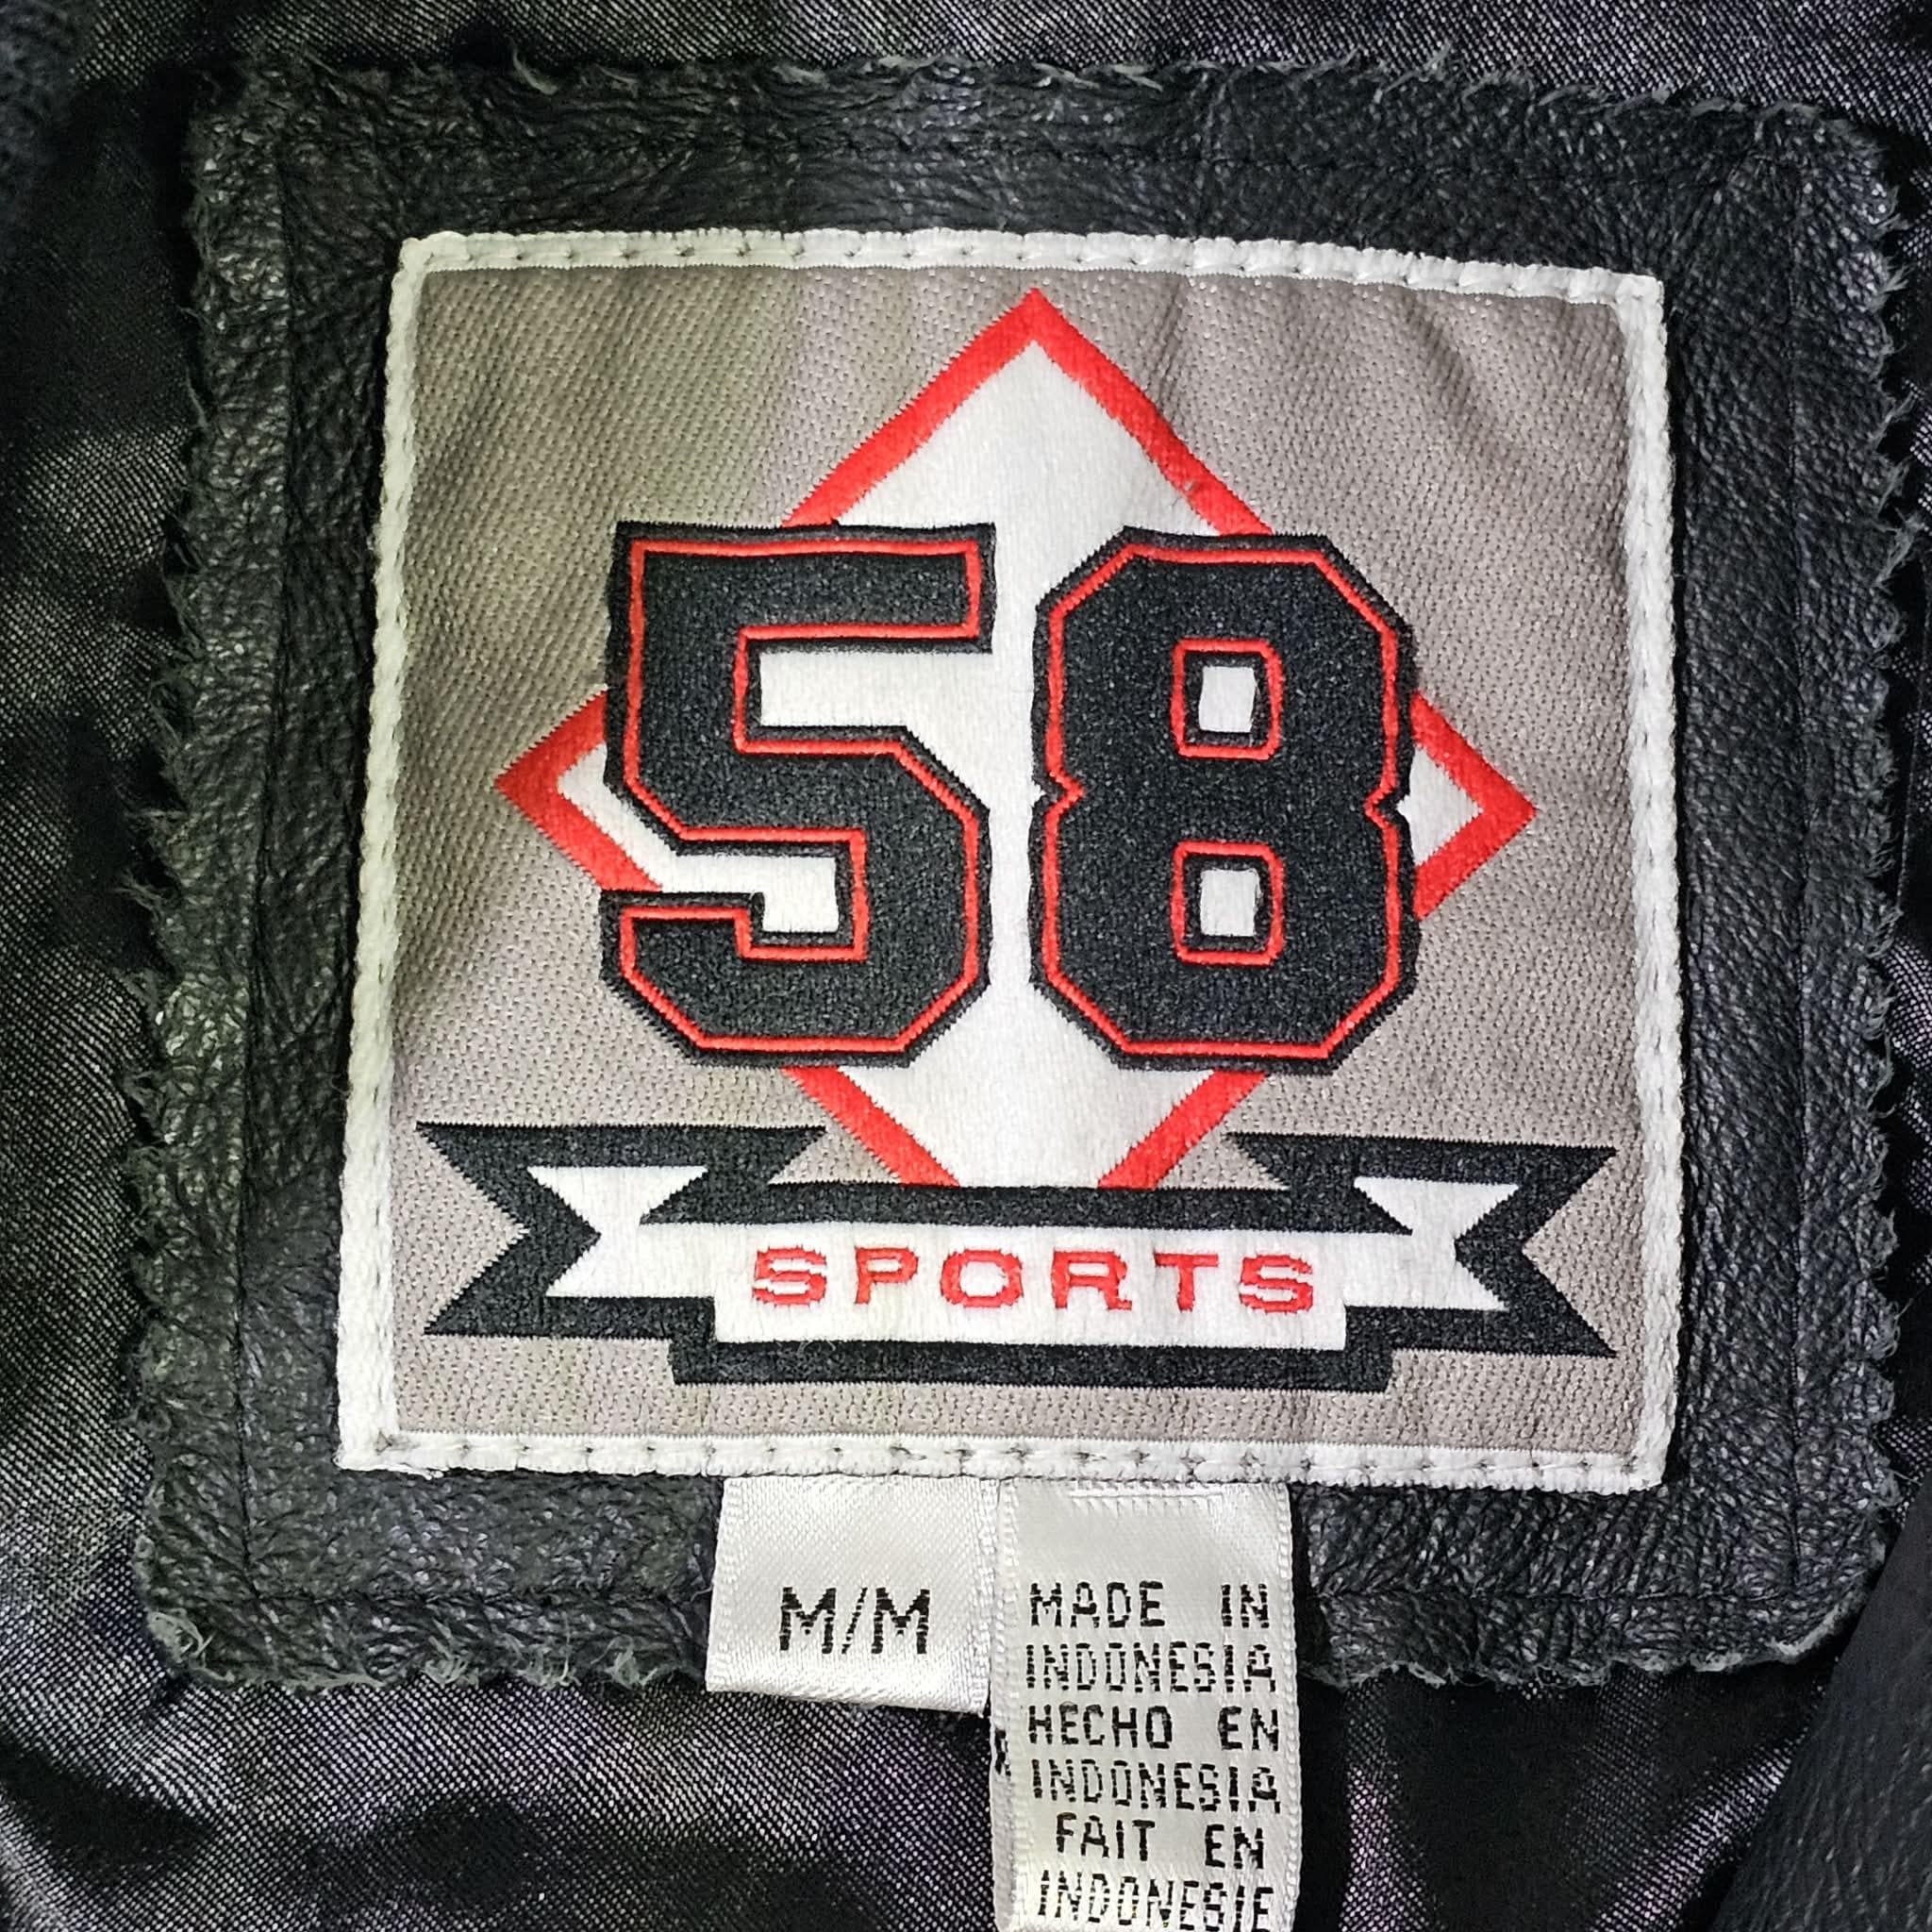 58
SPORTS
M/M
MADE IN
INDONESIA
HECHO EN
INDONESIA
FAIT EN
INDONESIE